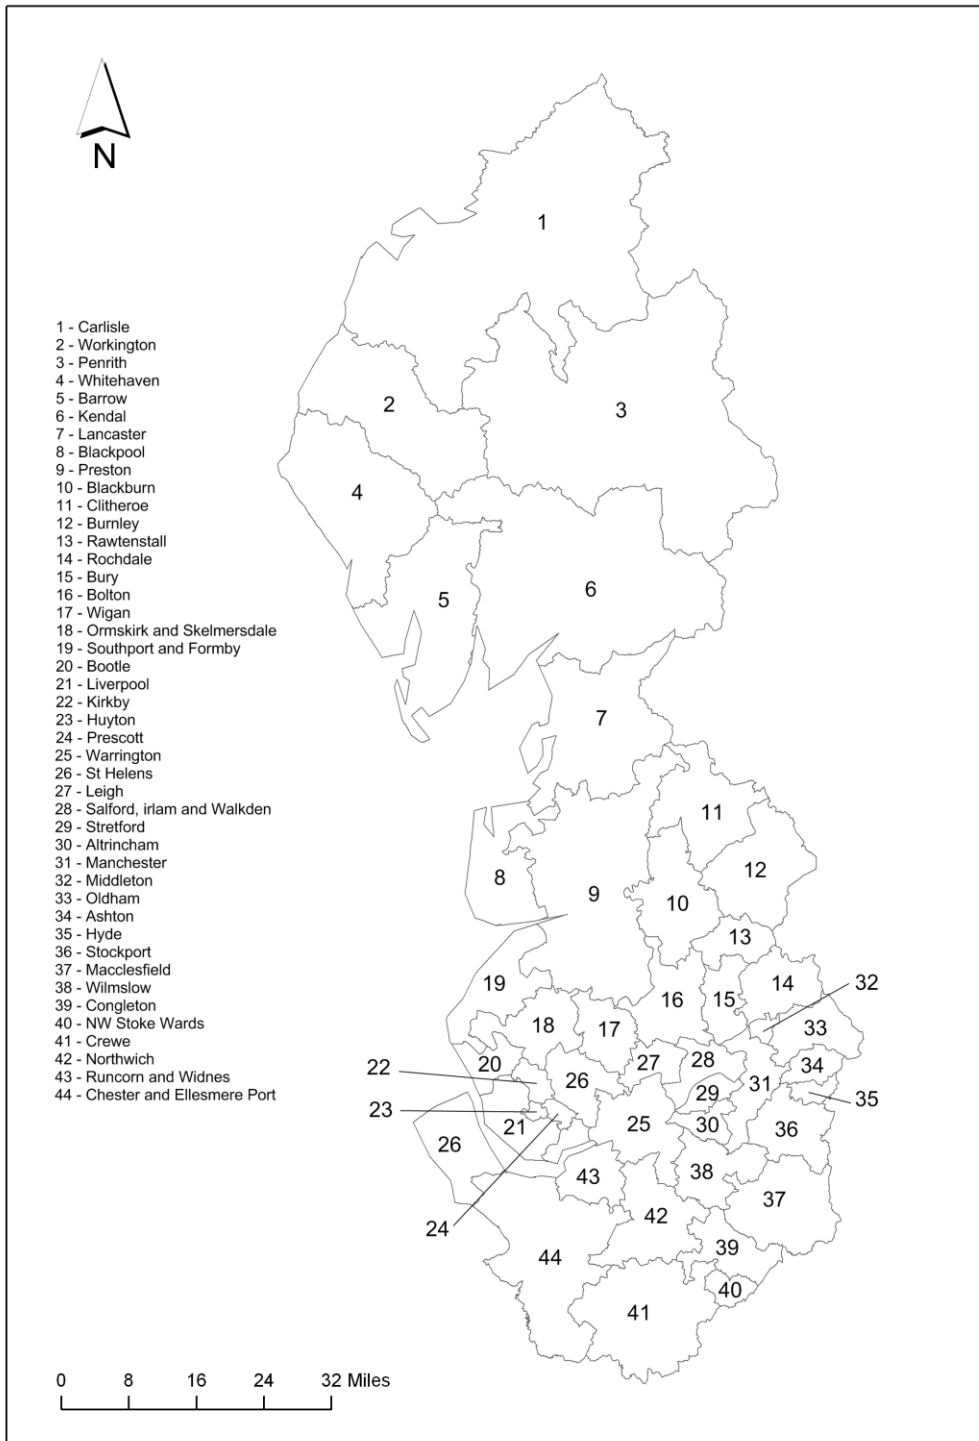 N
1
2
3
4
5
6
7
8
9
10
11
12
13
14
15
16
17
18
19
20
21
22
23
24
25
26
26
27
28
29
30
31
32
33
34
35
36
37
38
39
40
41
42
43
44
1 - Carlisle
2 - Workington
3 - Penrith
4 - Whitehaven
5 - Barrow
6 - Kendal
7 - Lancaster
8 - Blackpool
9 - Preston
10 - Blackburn
11 - Clitheroe
12 - Burnley
13 - Rawtenstall
14 - Rochdale
15 - Bury
16 - Bolton
17 - Wigan
18 - Ormskirk and Skelmersdale
19 - Southport and Formby
20 - Bootle
21 - Liverpool
22 - Kirkby
23 - Huyton
24 - Prescott
25 - Warrington
26 - St Helens
27 - Leigh
28 - Salford, irlam and Walkden
29 - Stretford
30 - Altrincham
31 - Manchester
32 - Middleton
33 - Oldham
34 - Ashton
35 - Hyde
36 - Stockport
37 - Macclesfield
38 - Wilmslow
39 - Congleton
40 - NW Stoke Wards
41 - Crewe
42 - Northwich
43 - Runcorn and Widnes
44 - Chester and Ellesmere Port
0 8 16 24 32 Miles